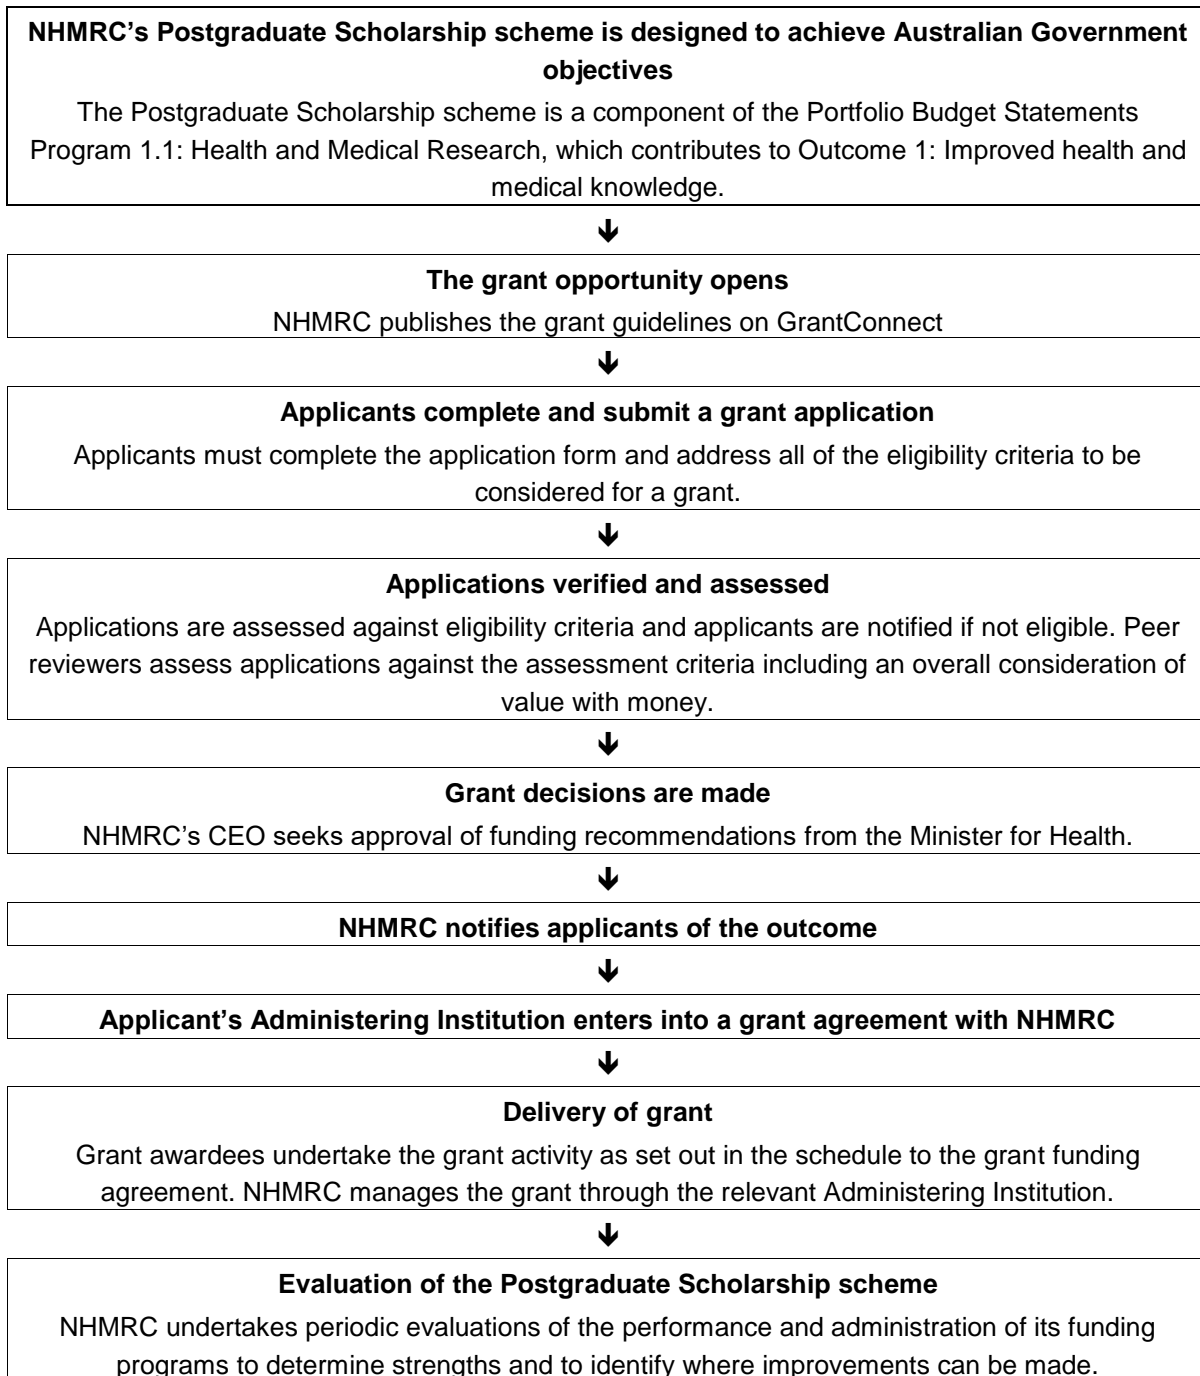 NHMRC's Postgraduate Scholarship scheme is designed to achieve Australian Government
objectives
The Postgraduate Scholarship scheme is a component of the Portfolio Budget Statements
Program 1.1: Health and Medical Research, which contributes to Outcome 1: Improved health and
medical knowledge.
The grant opportunity opens
NHMRC publishes the grant guidelines on GrantConnect
Applicants complete and submit a grant application
Applicants must complete the application form and address all of the eligibility criteria to be
considered for a grant.
Applications verified and assessed
Applications are assessed against eligibility criteria and applicants are notified if not eligible. Peer
reviewers assess applications against the assessment criteria including an overall consideration of
value with money.
Grant decisions are made
NHMRC's CEO seeks approval of funding recommendations from the Minister for Health.
NHMRC notifies applicants of the outcome
Applicant's Administering Institution enters into a grant agreement with NHMRC
Delivery of grant
Grant awardees undertake the grant activity as set out in the schedule to the grant funding
agreement. NHMRC manages the grant through the relevant Administering Institution.
Evaluation of the Postgraduate Scholarship scheme
NHMRC undertakes periodic evaluations of the performance and administration of its funding
programs to determine strengths and to identify where improvements can be made.